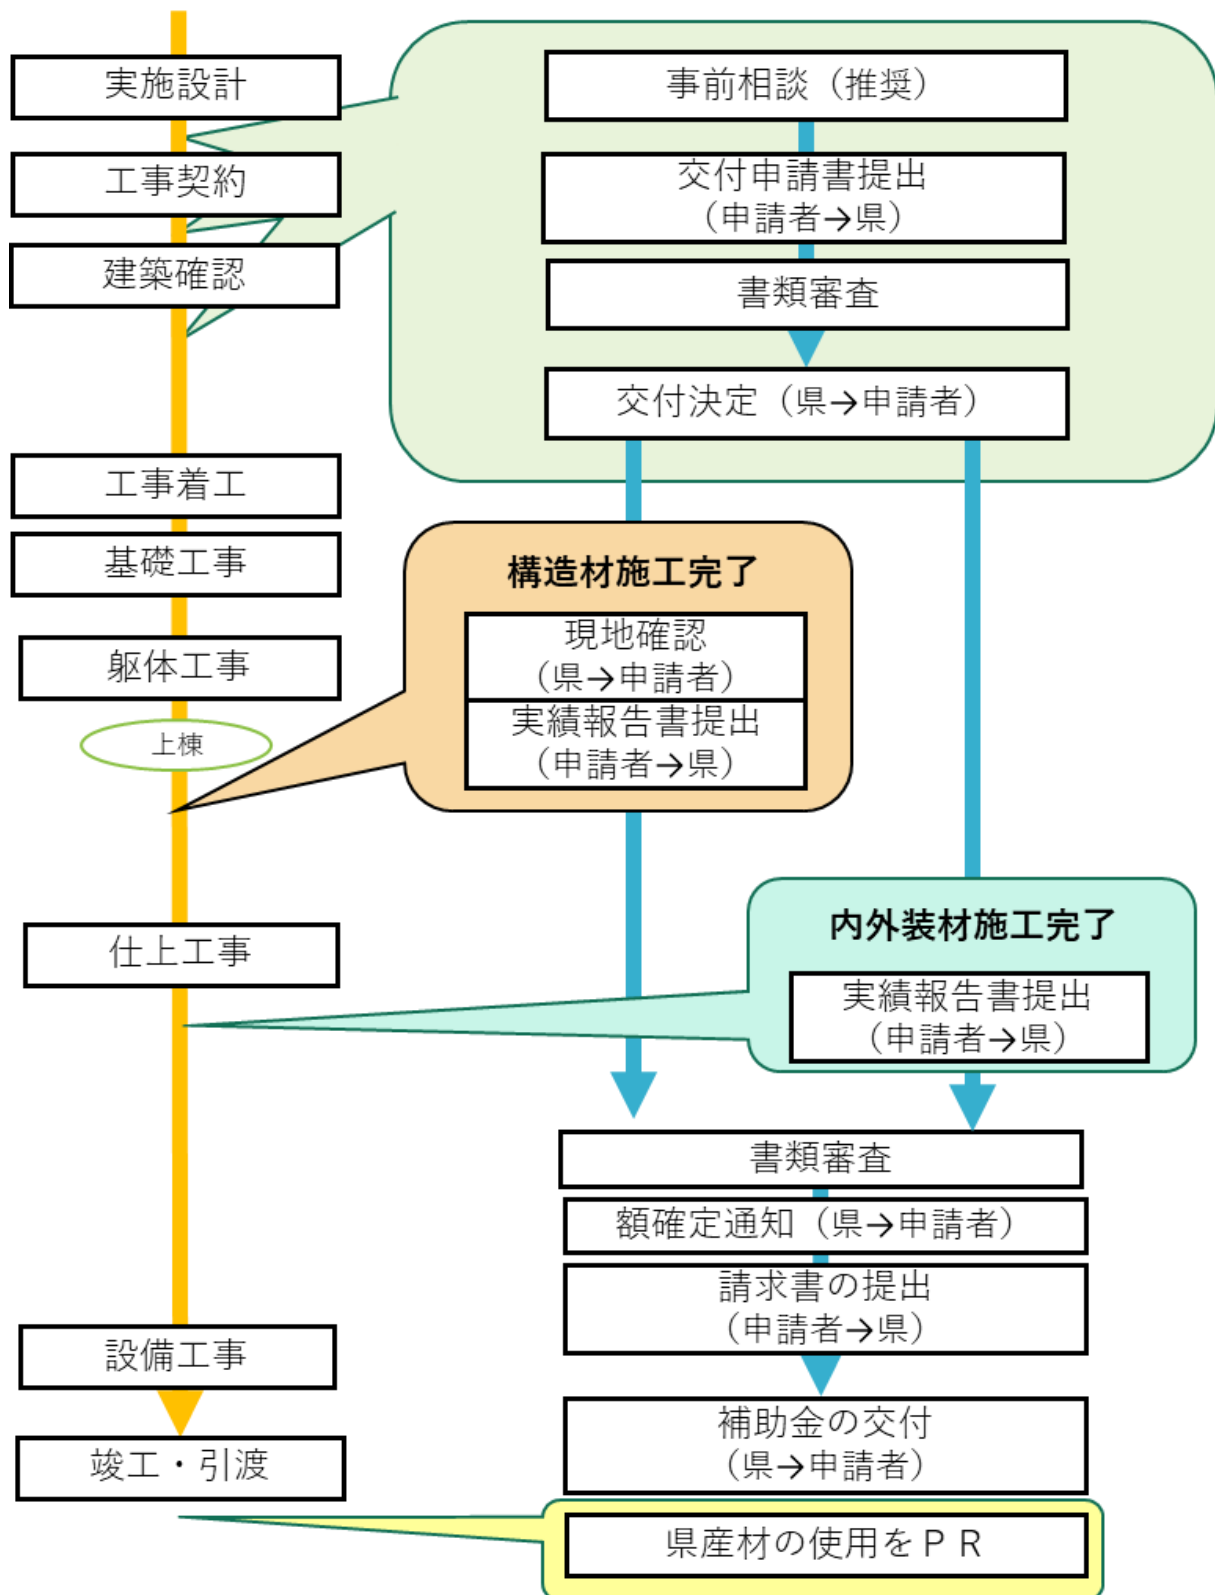 実施設計
工事契約
建築確認
工事着工
基礎工事
躯体工事
上棟
仕上工事
設備工事
竣工・引渡
事前相談（推奨）
交付申請書提出
（申請者→県）
書類審査
交付決定（県→申請者）
構造材施工完了
現地確認
（県→申請者）
実績報告書提出
（申請者→県）
内外装材施工完了
実績報告書提出
（申請者→県）
書類審査
額確定通知（県→申請者）
請求書の提出
（申請者→県）
補助金の交付
（県→申請者）
県産材の使用をＰＲ